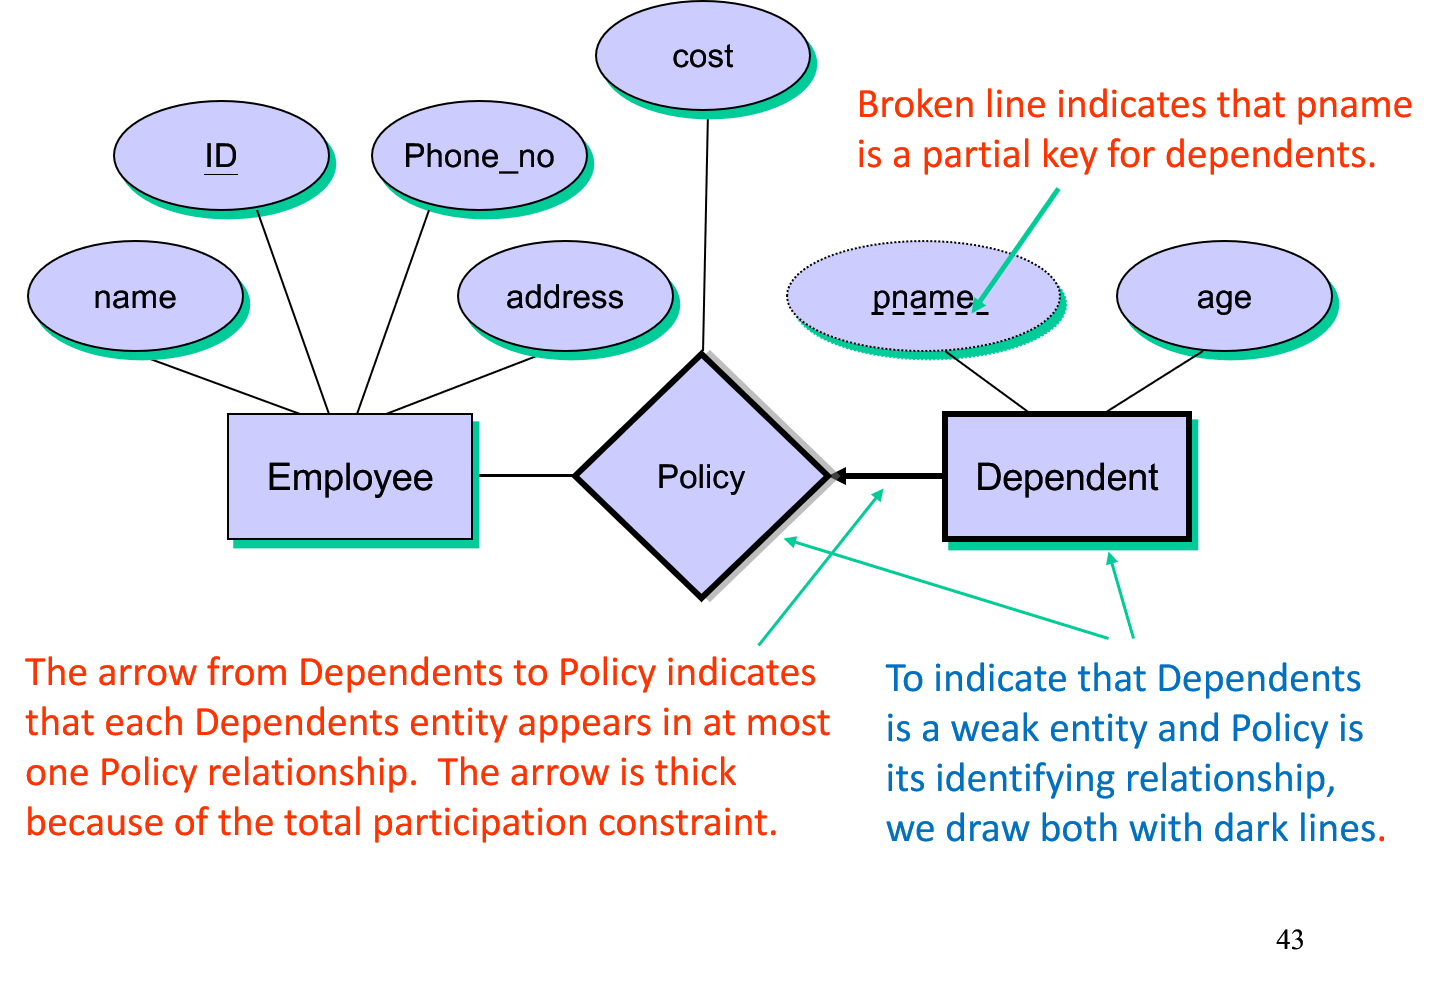 cost
Broken line indicates that pname
is a partial key for dependents.
ID
Phone_no
name
address
pname
age
Employee
Policy
Dependent
The arrow from Dependents to Policy indicates
that each Dependents entity appears in at most
one Policy relationship.  The arrow is thick
because of the total participation constraint.
To indicate that Dependents
is a weak entity and Policy is
its identifying relationship,
we draw both with dark lines.
43